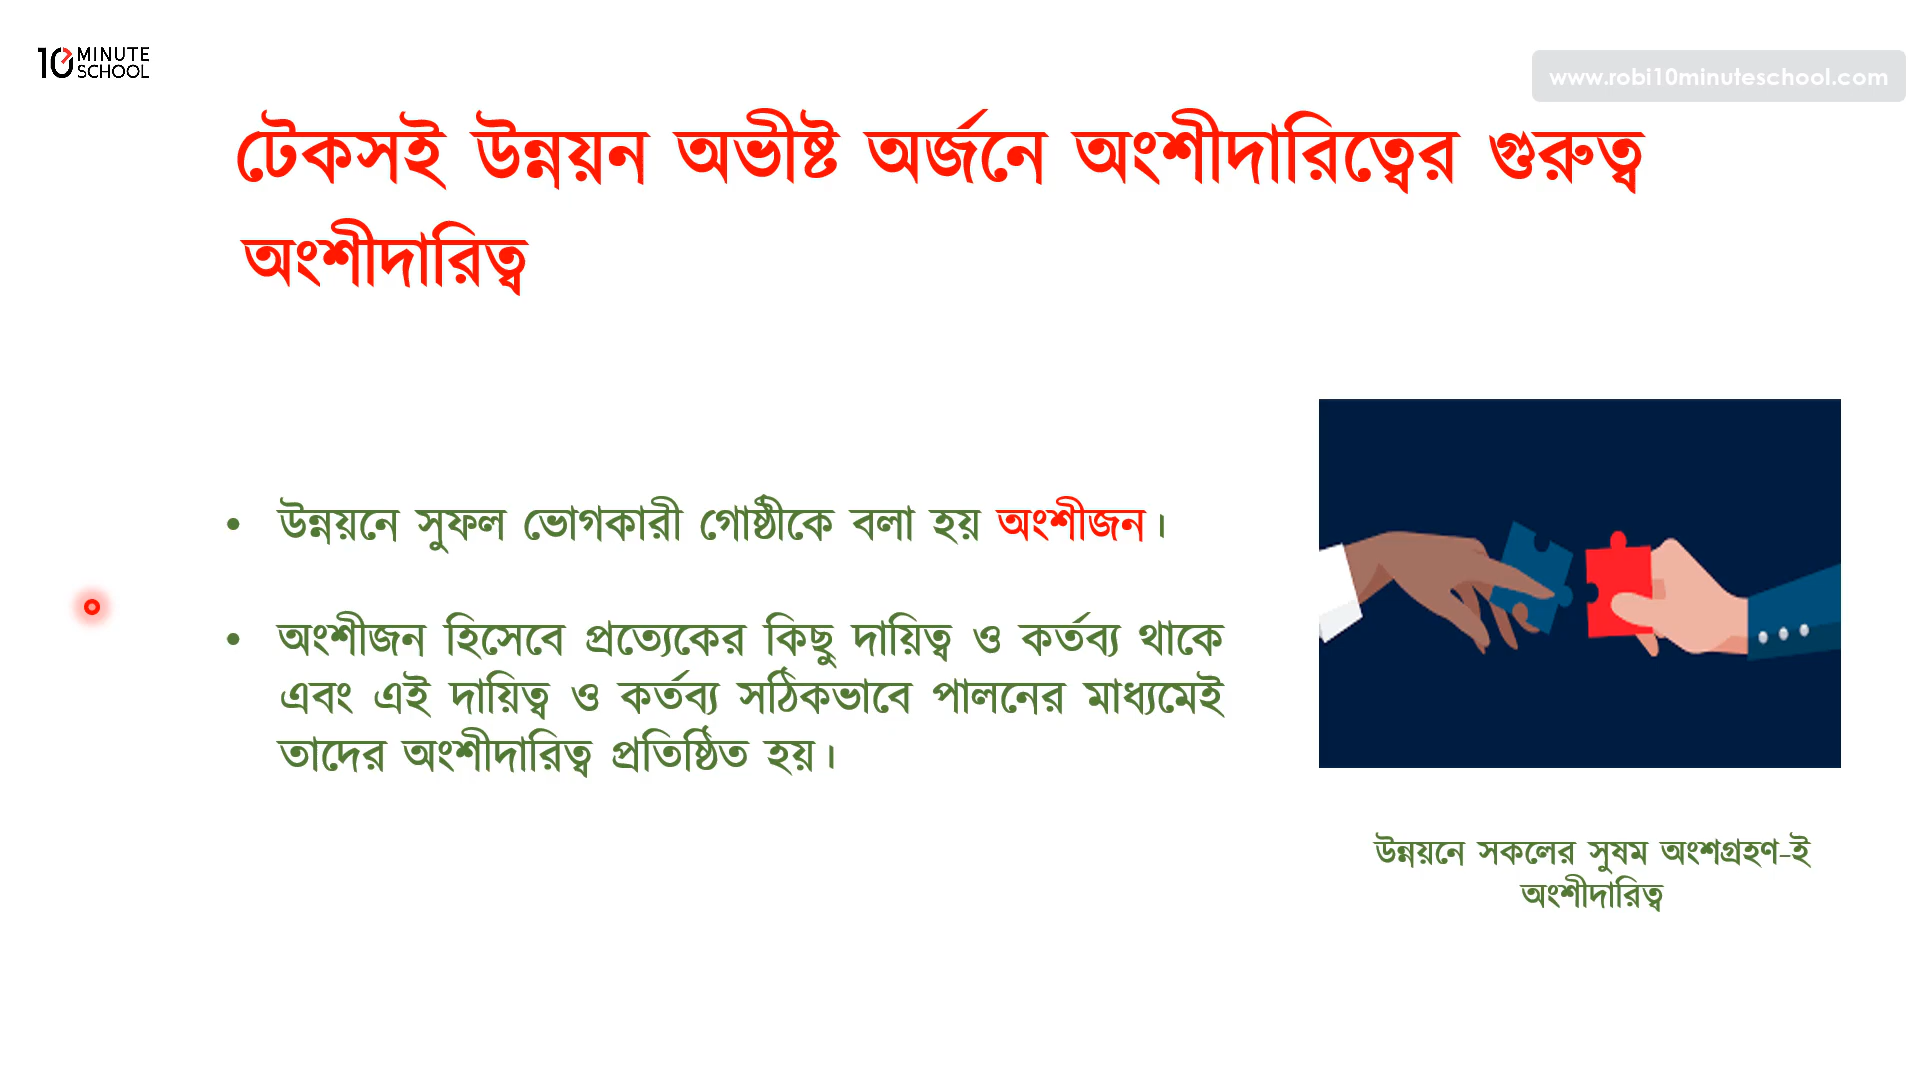 10 MINUTE
SCHOOL
www.robi10minuteschool.com
টেকসই উন্নয়ন অভীষ্ট অর্জনে অংশীদারিত্বের গুরুত্ব
অংশীদারিত্ব
• উন্নয়নে সুফল ভোগকারী গোষ্ঠীকে বলা হয় অংশীজন।
• অংশীজন হিসেবে প্রত্যেকের কিছু দায়িত্ব ও কর্তব্য থাকে
এবং এই দায়িত্ব ও কর্তব্য সঠিকভাবে পালনের মাধ্যমেই
তাদের অংশীদারিত্ব প্রতিষ্ঠিত হয়।
উন্নয়নে সকলের সুষম অংশগ্রহণ-ই
অংশীদারিত্ব